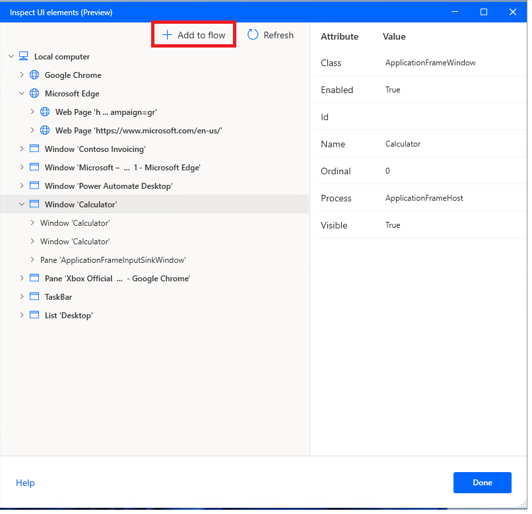 Inspect UI elements (Preview)
Add to flow
Refresh
Local computer
Google Chrome
Microsoft Edge
Web Page 'h ... ampaign=gr'
Web Page 'https://www.microsoft.com/en-us/'
Window 'Contoso Invoicing'
Window 'Microsoft – ... 1 - Microsoft Edge'
Window 'Power Automate Desktop'
Window 'Calculator'
Window 'Calculator'
Window 'Calculator'
Pane 'ApplicationFrameInputSinkWindow'
Pane 'Xbox Official ... - Google Chrome'
TaskBar
List 'Desktop'
Attribute Value
Class ApplicationFrameWindow
Enabled True
Id
Name Calculator
Ordinal 0
Process ApplicationFrameHost
Visible True
Help
Done